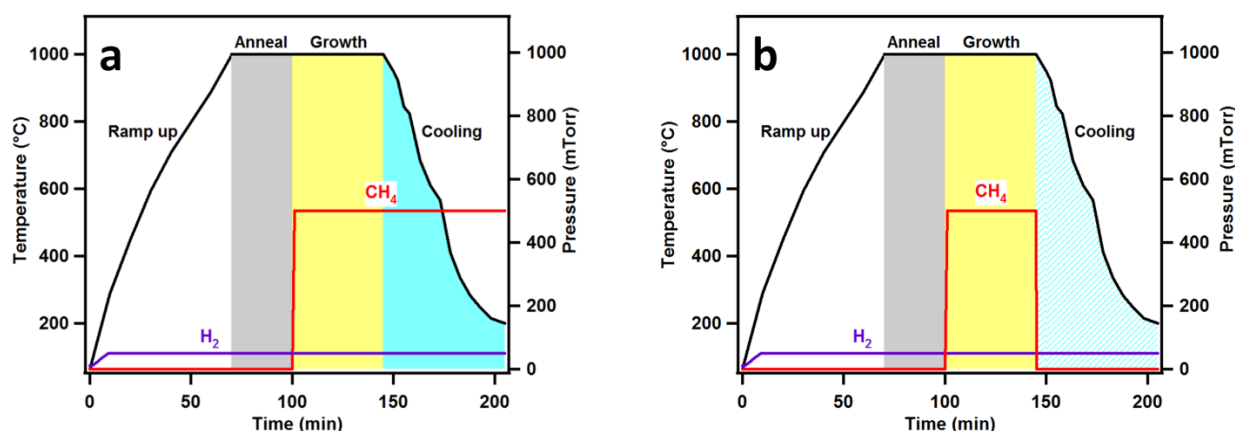 a
Anneal Growth
Ramp up
Cooling
CH4
H2
1000
800
600
400
200
Temperature (°C)
1000
800
600
400
200
0
Pressure (mTorr)
0 50 100 150 200
Time (min)
b
Anneal Growth
Ramp up
Cooling
CH4
H2
1000
800
600
400
200
Temperature (°C)
1000
800
600
400
200
0
Pressure (mTorr)
0 50 100 150 200
Time (min)